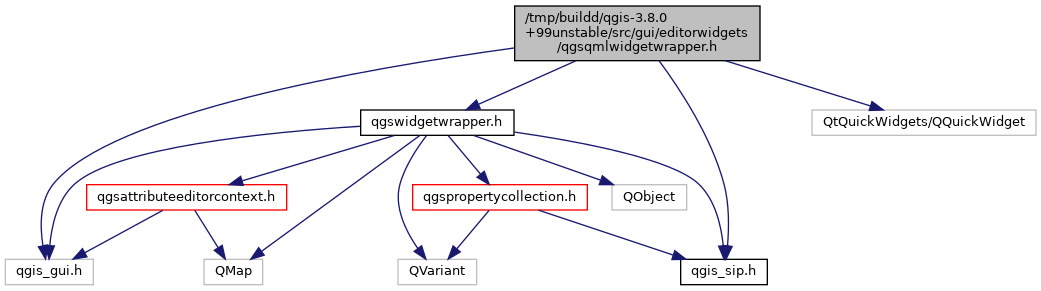 /tmp/buildd/qgis-3.8.0
+99unstable/src/gui/editorwidgets
/qgsqmlwidgetwrapper.h
qgswidgetwrapper.h
QtQuickWidgets/QQuickWidget
qgsattributeeditorcontext.h
qgspropertycollection.h
QObject
qgis_gui.h
QMap
QVariant
qgis_sip.h